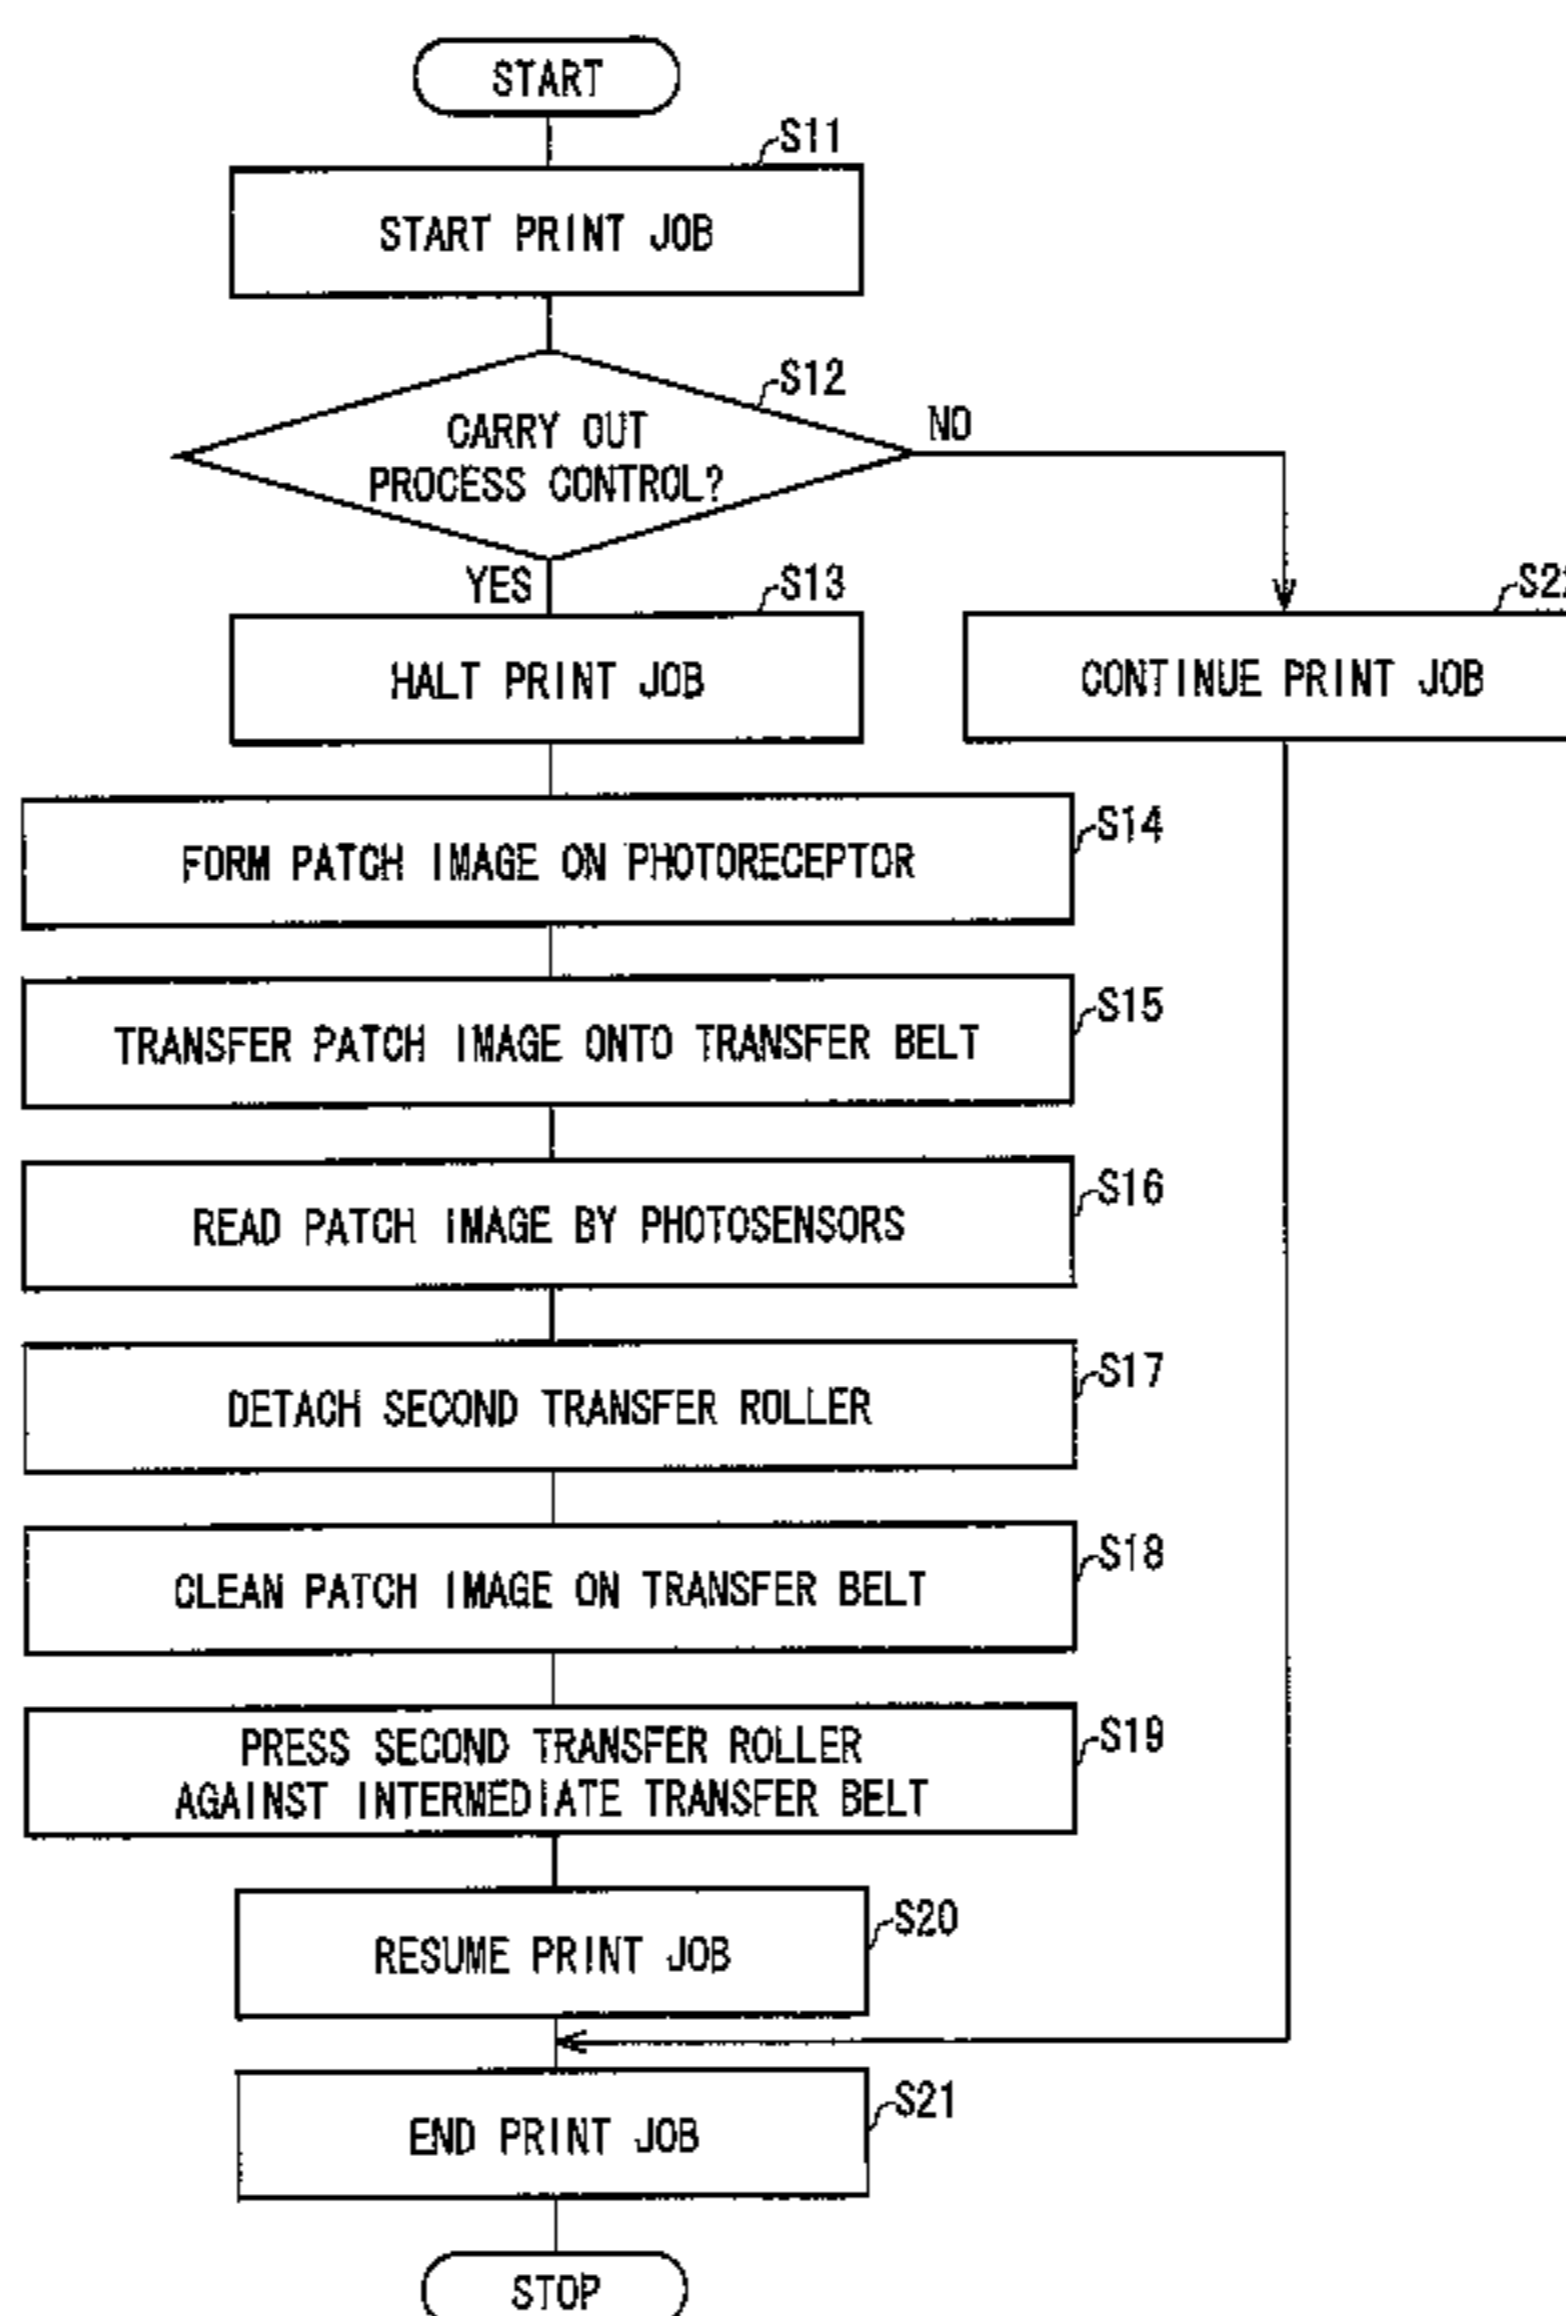 START
S11
START PRINT JOB
S12
CARRY OUT
PROCESS CONTROL?
NO
YES
S13
HALT PRINT JOB
CONTINUE PRINT JOB
S14
FORM PATCH IMAGE ON PHOTORECEPTOR
S15
TRANSFER PATCH IMAGE ONTO TRANSFER BELT
S16
READ PATCH IMAGE BY PHOTOSENSORS
S17
DETACH SECOND TRANSFER ROLLER
S18
CLEAN PATCH IMAGE ON TRANSFER BELT
S19
PRESS SECOND TRANSFER ROLLER
AGAINST INTERMEDIATE TRANSFER BELT
S20
RESUME PRINT JOB
S21
END PRINT JOB
STOP